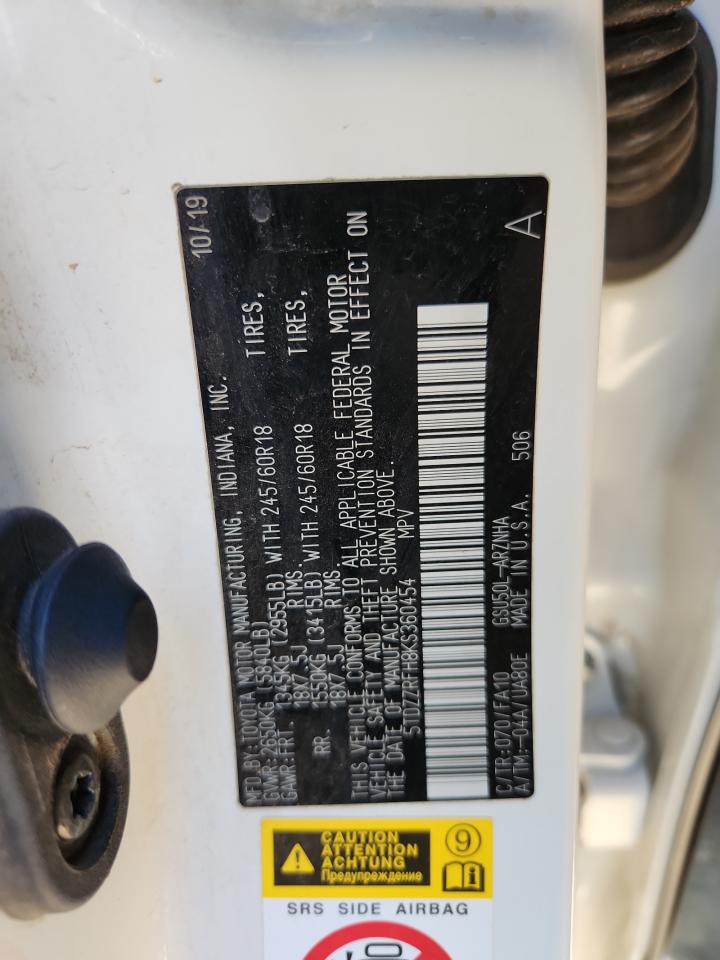 MFD BY:TOYOTA MOTOR MANUFACTURING, INDIANA, INC. 10/19
GVWR:2650KG (5840LB)
GAWR:FRT. 1345KG (2955LB) WITH 245/60R18 TIRES,
18X7.5J RIMS.
RR. 1550KG (3415LB) WITH 245/60R18 TIRES,
18X7.5J RIMS.
THIS VEHICLE CONFORMS TO ALL APPLICABLE FEDERAL MOTOR
VEHICLE SAFETY AND THEFT PREVENTION STANDARDS IN EFFECT ON
THE DATE OF MANUFACTURE SHOWN ABOVE.
5TDZZRFH8KS360454 MPV
C/TR:070/FA10 GSU50L-ARZNHA
A/TM:-04A/UA80E MADE IN U.S.A. 506 A
CAUTION
ATTENTION
ACHTUNG
Предупреждение
9
SRS SIDE AIRBAG